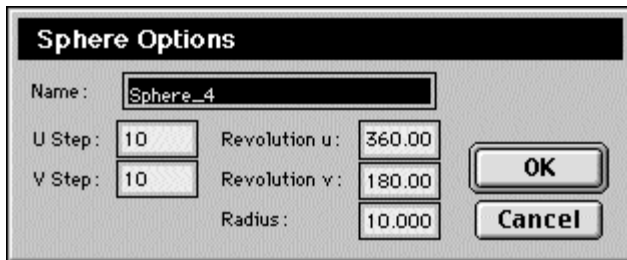 Sphere Options
Name: Sphere_4
U Step: 10 Revolution u: 360.00
V Step: 10 Revolution v: 180.00
OK
Radius: 10.000
Cancel